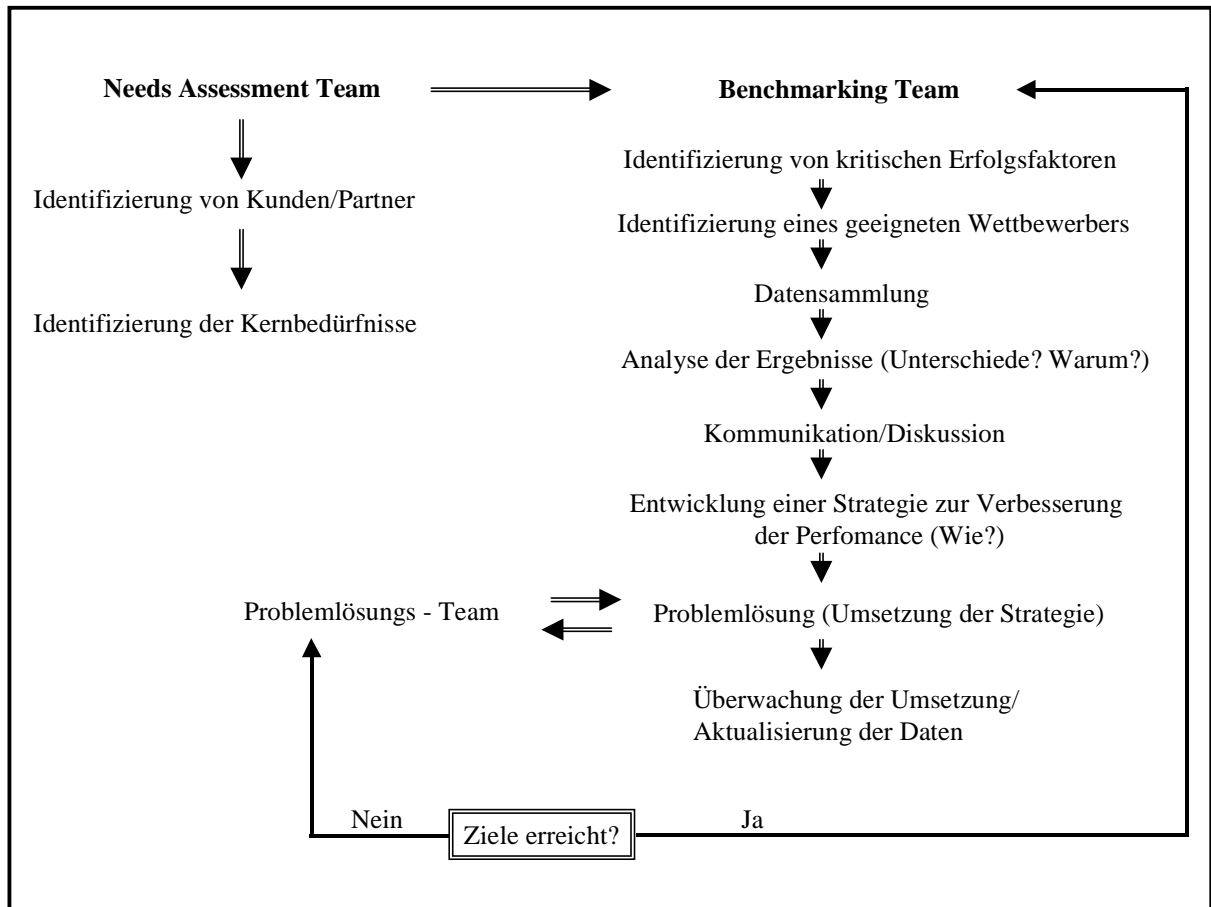 Needs Assessment Team
Identifizierung von Kunden/Partner
Identifizierung der Kernbedürfnisse
Benchmarking Team
Identifizierung von kritischen Erfolgsfaktoren
Identifizierung eines geeigneten Wettbewerbers
Datensammlung
Analyse der Ergebnisse (Unterschiede? Warum?)
Kommunikation/Diskussion
Entwicklung einer Strategie zur Verbesserung
der Perfomance (Wie?)
Problemlösungs - Team
Problemlösung (Umsetzung der Strategie)
Überwachung der Umsetzung/
Aktualisierung der Daten
Nein
Ziele erreicht?
Ja